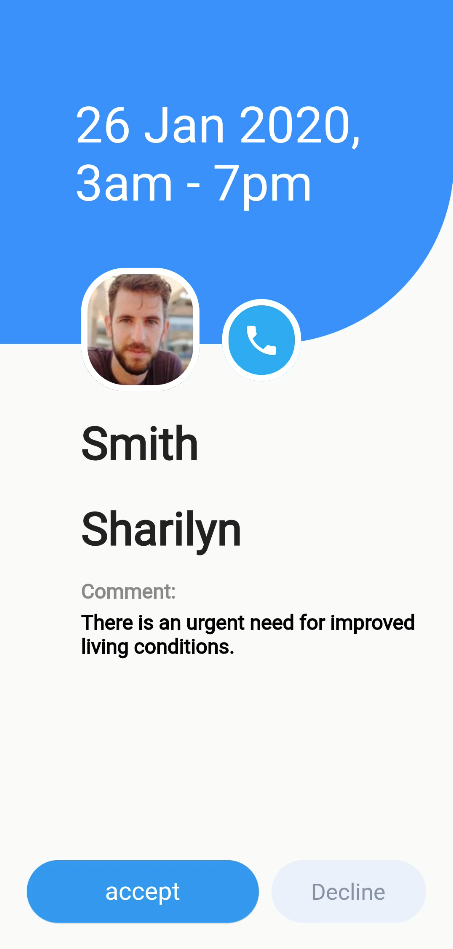 26 Jan 2020,
3am - 7pm
Smith
Sharilyn
Comment:
There is an urgent need for improved
living conditions.
accept
Decline